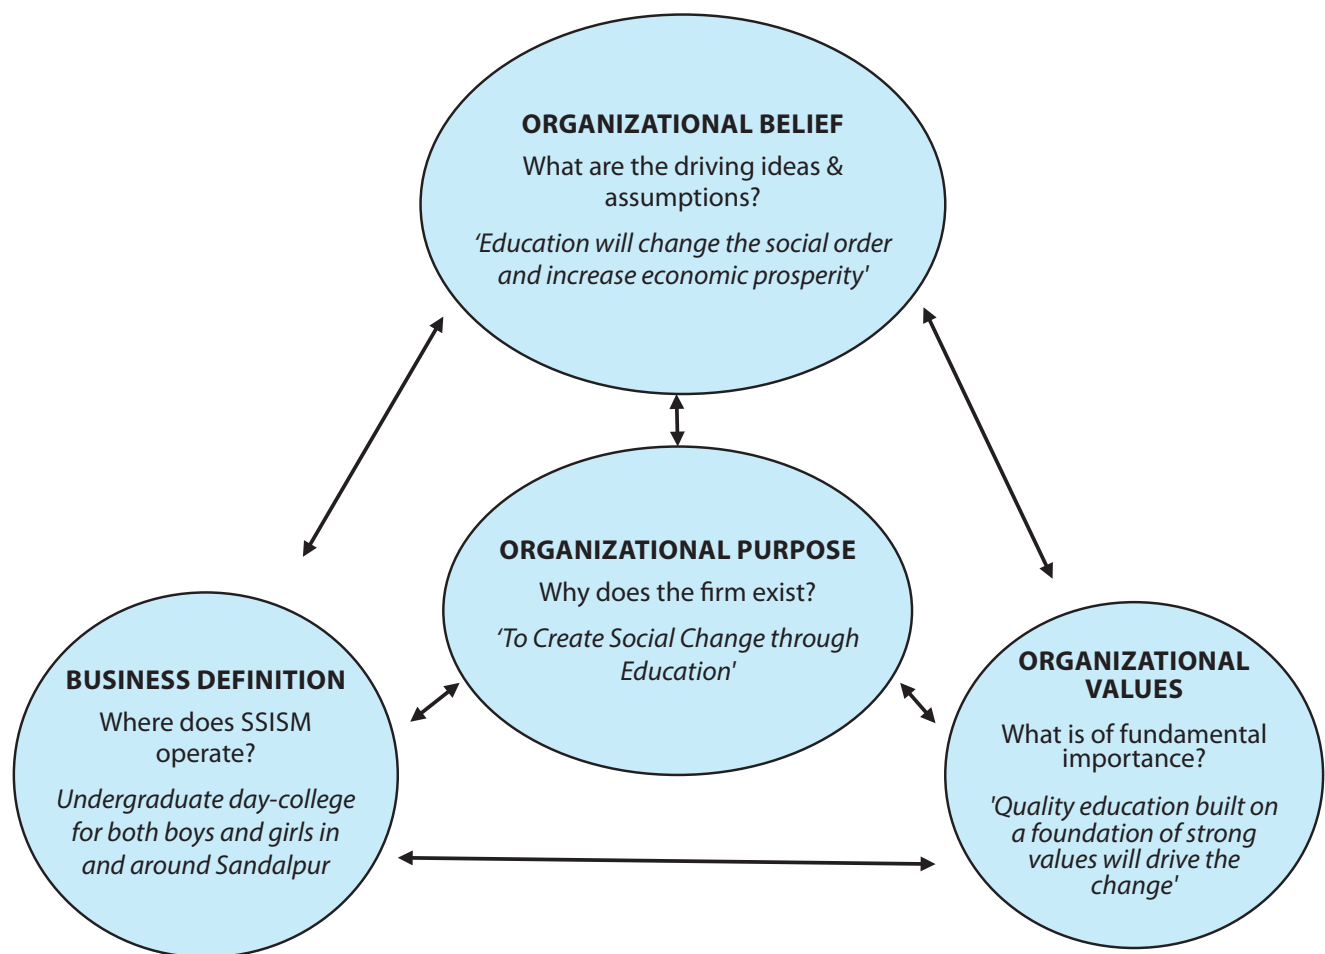 ORGANIZATIONAL BELIEF
What are the driving ideas &
assumptions?
‘Education will change the social order
and increase economic prosperity'
ORGANIZATIONAL PURPOSE
Why does the firm exist?
‘To Create Social Change through
Education'
BUSINESS DEFINITION
Where does SSISM
operate?
Undergraduate day-college
for both boys and girls in
and around Sandalpur
ORGANIZATIONAL
VALUES
What is of fundamental
importance?
'Quality education built on
a foundation of strong
values will drive the
change'